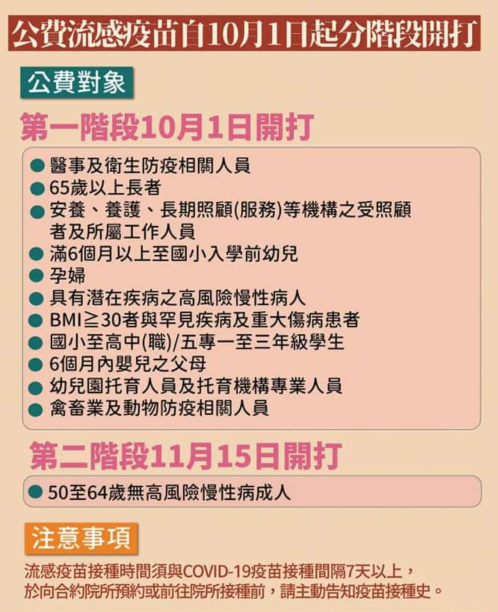 公費流感疫苗自10月1日起分階段開打
公費對象
第一階段10月1日開打
● 醫事及衛生防疫相關人員
● 65歲以上長者
● 安養、養護、長期照顧(服務)等機構之受照顧
者及所屬工作人員
● 滿6個月以上至國小入學前幼兒
● 孕婦
● 具有潛在疾病之高風險慢性病人
● BMI≧30者與罕見疾病及重大傷病患者
● 國小至高中(職)/五專一至三年級學生
● 6個月內嬰兒之父母
● 幼兒園托育人員及托育機構專業人員
● 禽畜業及動物防疫相關人員
第二階段11月15日開打
● 50至64歲無高風險慢性病成人
注意事項
流感疫苗接種時間須與COVID-19疫苗接種間隔7天以上，
於向合約院所預約或前往院所接種前，請主動告知疫苗接種史。